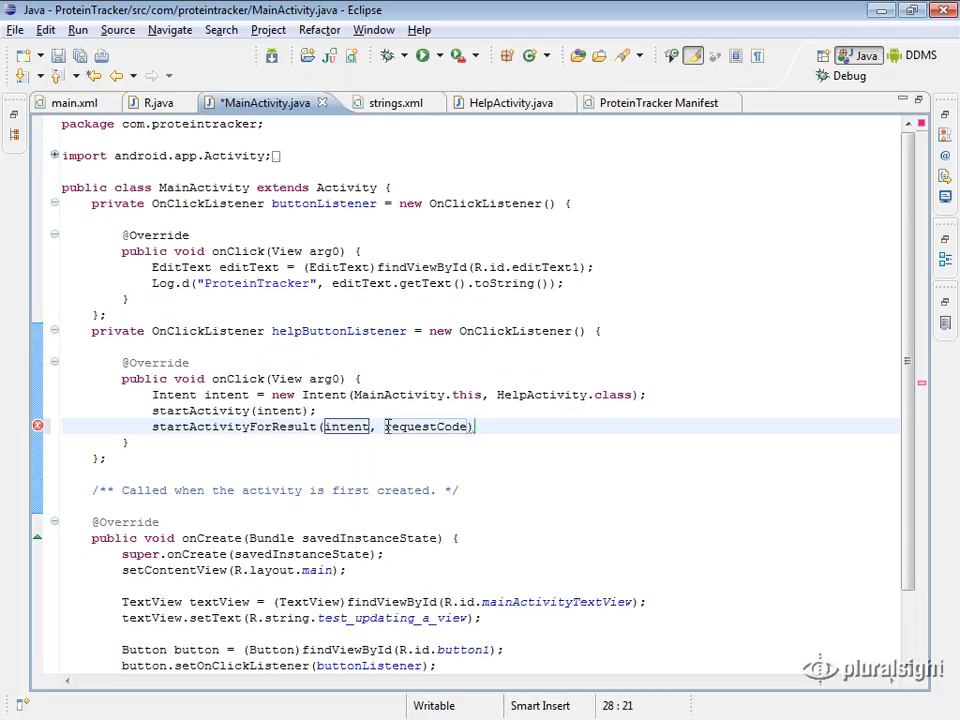 Java - ProteinTracker/src/com/proteintracker/MainActivity.java - Eclipse
File Edit Run Source Navigate Search Project Refactor Window Help
Java DDMS
Debug
main.xml R.java *MainActivity.java strings.xml HelpActivity.java ProteinTracker Manifest
package com.proteintracker;
import android.app.Activity;
public class MainActivity extends Activity {
private OnClickListener buttonListener = new OnClickListener() {
@Override
public void onClick(View arg0) {
EditText editText = (EditText)findViewById(R.id.editText1);
Log.d("ProteinTracker", editText.getText().toString());
}
};
private OnClickListener helpButtonListener = new OnClickListener() {
@Override
public void onClick(View arg0) {
Intent intent = new Intent(MainActivity.this, HelpActivity.class);
startActivity(intent);
startActivityForResult(intent, requestCode)
}
};
/** Called when the activity is first created. */
@Override
public void onCreate(Bundle savedInstanceState) {
super.onCreate(savedInstanceState);
setContentView(R.layout.main);
TextView textView = (TextView)findViewById(R.id.mainActivityTextView);
textView.setText(R.string.test_updating_a_view);
Button button = (Button)findViewById(R.id.button1);
button.setOnClickListener(buttonListener);
pluralsight
Writable Smart Insert 28 : 21